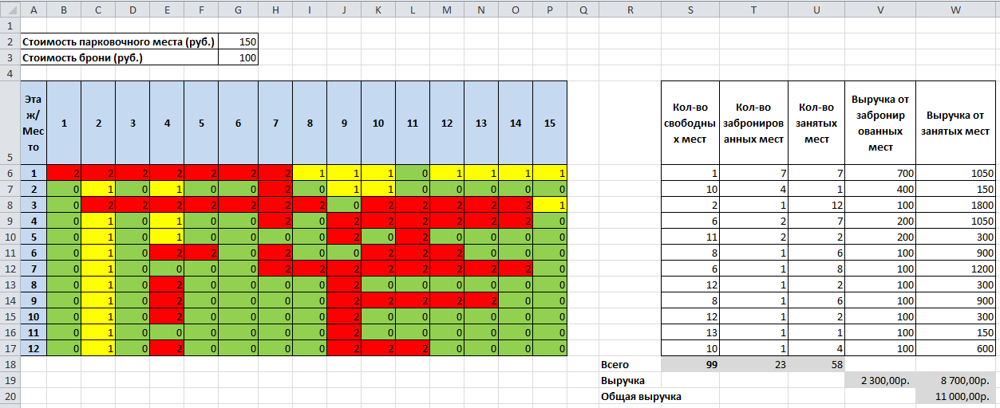 A B C D E F G H I J K L M N O P Q R S T U V W
1
2 Стоимость парковочного места (руб.) 150
3 Стоимость брони (руб.) 100
4
5 Эта
ж/
Мес
то
1 2 3 4 5 6 7 8 9 10 11 12 13 14 15
Кол-во
свободны
х мест
Кол-во
заброниров
анных мест
Кол-во
занятых
мест
Выручка от
забронир
ованных
мест
Выручка от
занятых мест
6 1 2 2 2 2 2 2 2 1 1 1 0 1 1 1 1 1 7 7 700 1050
7 2 0 1 0 1 0 0 2 0 1 1 0 0 0 0 0 10 4 1 400 150
8 3 0 2 2 2 2 2 2 2 0 2 2 2 2 2 1 2 1 12 100 1800
9 4 0 1 0 1 0 0 2 0 2 2 2 2 2 2 0 6 2 7 200 1050
10 5 0 1 0 1 0 0 0 0 2 0 2 0 0 0 0 11 2 2 200 300
11 6 0 1 0 2 2 0 2 0 0 2 2 2 0 0 0 8 1 6 100 900
12 7 0 1 0 0 0 0 2 2 2 2 2 2 2 2 0 6 1 8 100 1200
13 8 0 1 0 2 0 0 0 0 2 0 0 0 0 0 0 12 1 2 100 300
14 9 0 1 0 2 0 0 0 0 2 2 2 2 2 0 0 8 1 6 100 900
15 10 0 1 0 2 0 0 0 0 2 0 0 0 0 0 0 12 1 2 100 300
16 11 0 1 0 0 0 0 0 0 2 0 0 0 0 0 0 13 1 1 100 150
17 12 0 1 0 2 0 0 0 0 2 2 2 0 0 0 0 10 1 4 100 600
18 Всего 99 23 58
19 Выручка 2 300,00р. 8 700,00р.
20 Общая выручка 11 000,00р.